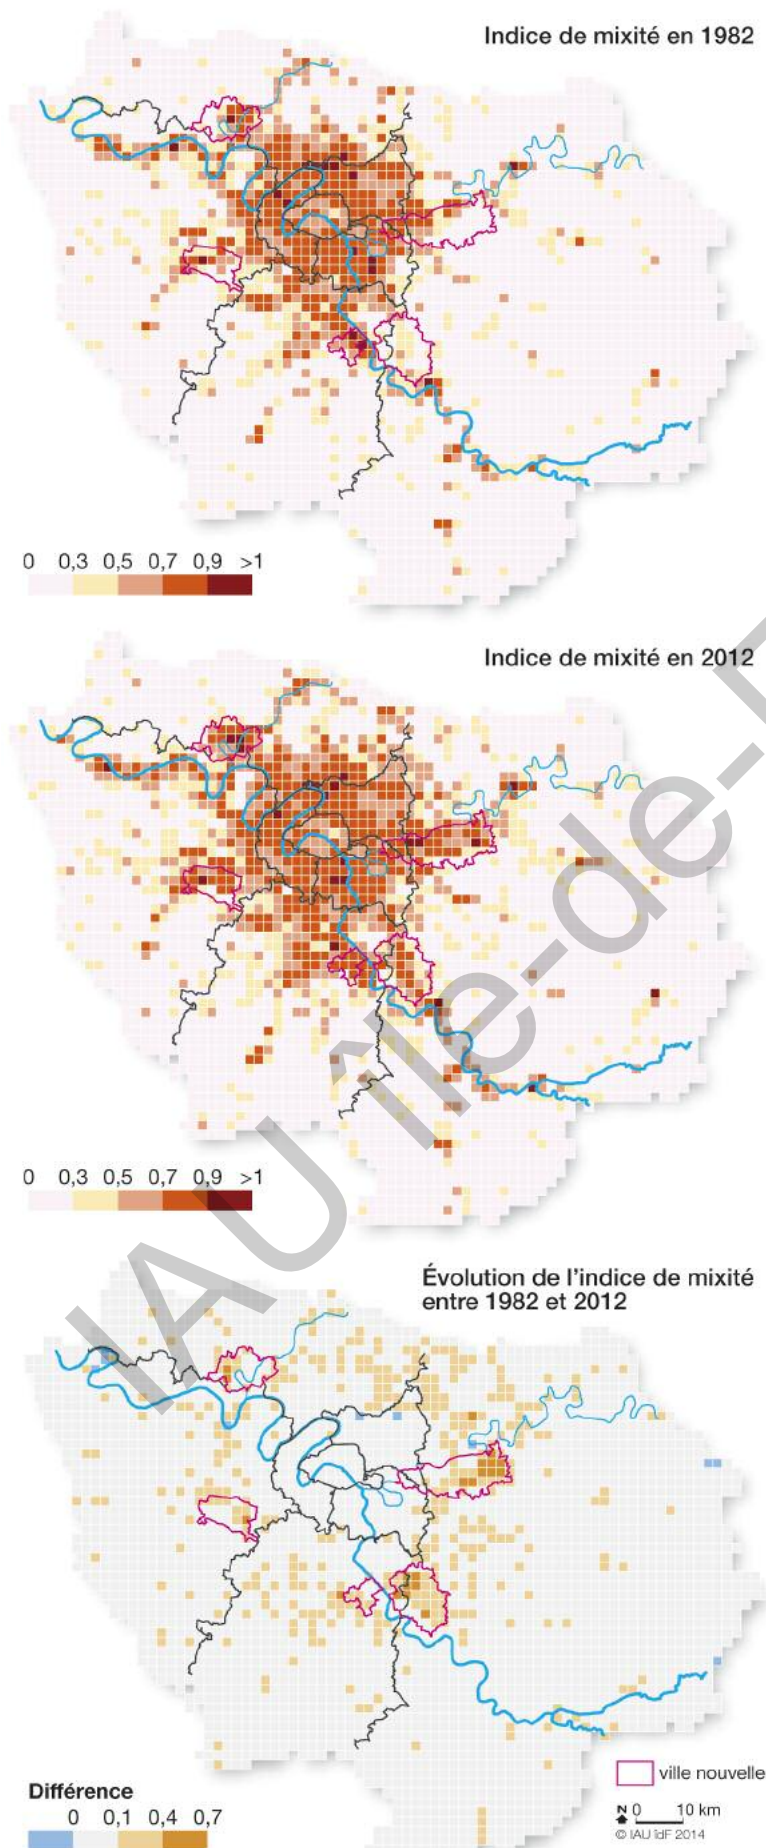 Indice de mixité en 1982
0 0,3 0,5 0,7 0,9 >1
Indice de mixité en 2012
0 0,3 0,5 0,7 0,9 >1
Évolution de l'indice de mixité
entre 1982 et 2012
Différence
0 0,1 0,4 0,7
ville nouvelle
N 0 10 km
© IAU îdF 2014
IAU île-de-F